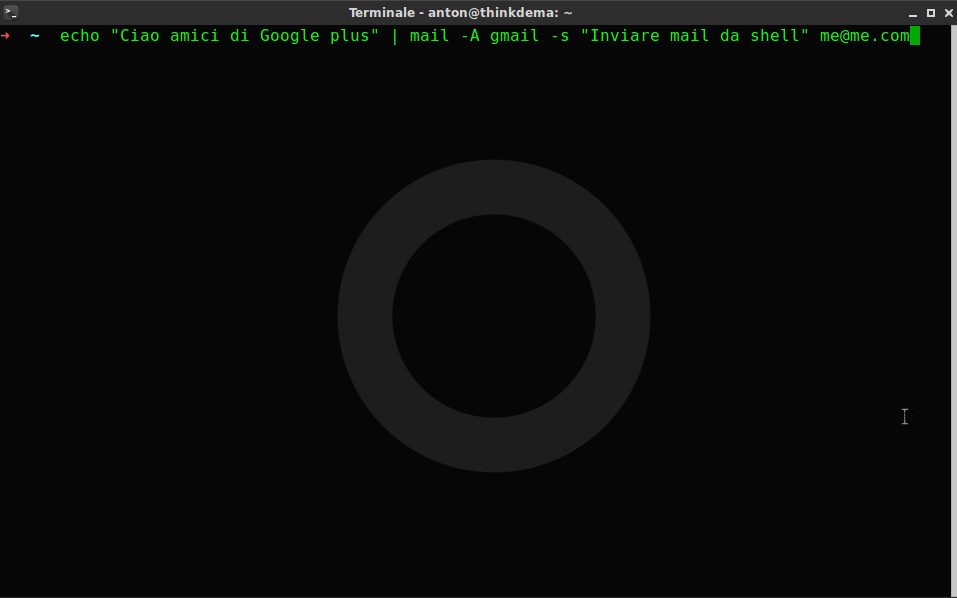 Terminale - anton@thinkdema: ~
➜ ~ echo "Ciao amici di Google plus" | mail -A gmail -s "Inviare mail da shell" me@me.com